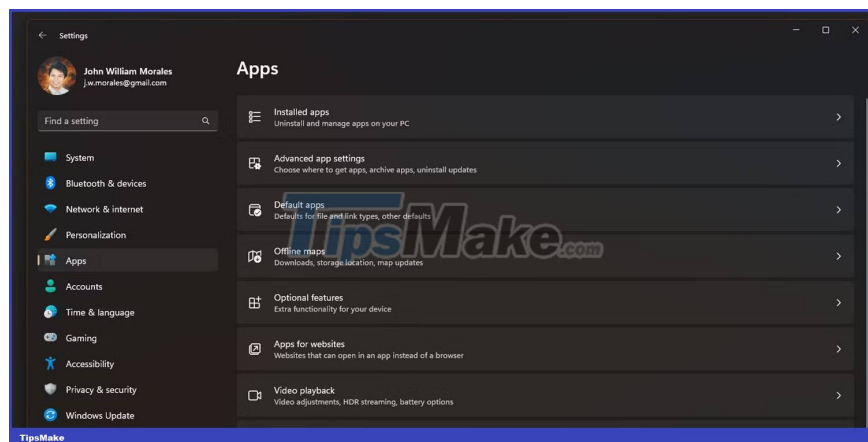 Settings
John William Morales
j.w.morales@gmail.com
Find a setting
System
Bluetooth & devices
Network & internet
Personalization
Apps
Accounts
Time & language
Gaming
Accessibility
Privacy & security
Windows Update
Apps
Installed apps
Uninstall and manage apps on your PC
Advanced app settings
Choose where to get apps, archive apps, uninstall updates
Default apps
Defaults for file and link types, other defaults
TipsMake.com
Offline maps
Downloads, storage location, map updates
Optional features
Extra functionality for your device
Apps for websites
Websites that can open in an app instead of a browser
Video playback
Video adjustments, HDR streaming, battery options
TipsMake